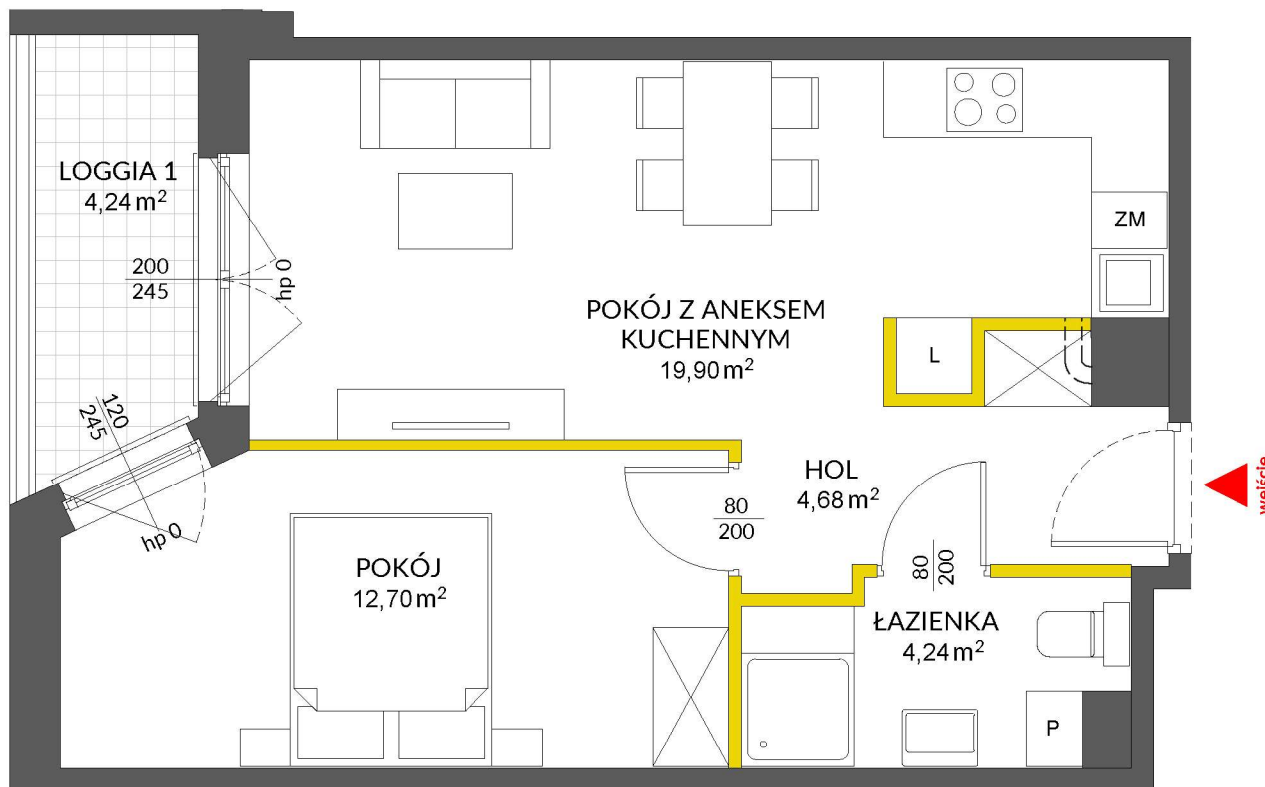 LOGGIA 1
4,24 m²
200
245
hp 0
120
245
hp 0
POKÓJ Z ANEKSEM
KUCHENNYM
19,90 m²
ZM
L
HOL
4,68 m²
80
200
80
200
wejście
POKÓJ
12,70 m²
ŁAZIENKA
4,24 m²
P